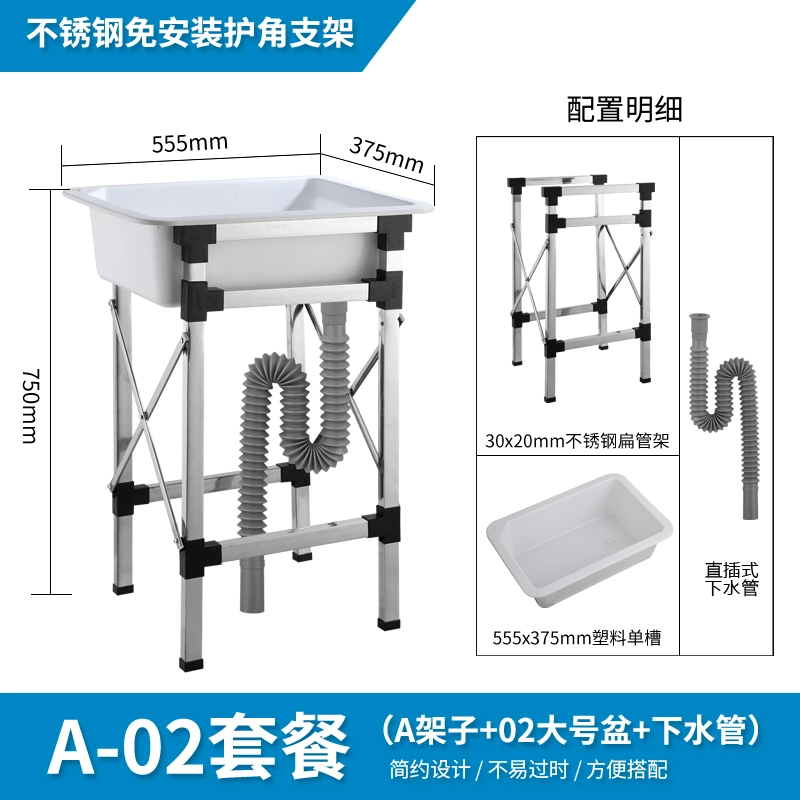 不锈钢免安装护角支架
配置明细
555mm
375mm
750mm
30x20mm不锈钢扁管架
555x375mm塑料单槽
直插式
下水管
A-02套餐
（A架子+02大号盆+下水管）
简约设计 / 不易过时 / 方便搭配